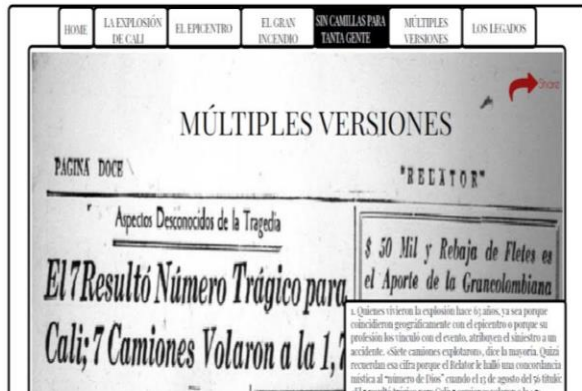 HOME
LA EXPLOSIÓN
DE CALI
EL EPICENTRO
EL GRAN
INCENDIO
SIN CAMILLAS PARA
TANTA GENTE
MÚLTIPLES
VERSIONES
LOS LEGADOS
Share
MÚLTIPLES VERSIONES
PAGINA DOCE
"RELATOR"
Aspectos Desconocidos de la Tragedia
El 7 Resultó Número Trágico para
Cali; 7 Camiones Volaron a la 1,7
$ 50 Mil y Rebaja de Fletes es
el Aporte de la Grancolombiana
1. Quienes vivieron la explosión hace 63 años, ya sea porque
coincidieron geográficamente con el epicentro o porque su
profesión los vinculó con el evento, atribuyen el siniestro a un
accidente. «Siete camiones explotaron», dice la mayoría. Quizá
recuerdan esa cifra porque el Relator le halló una concordancia
mística al "número de Dios" cuando el 13 de agosto del 56 tituló: